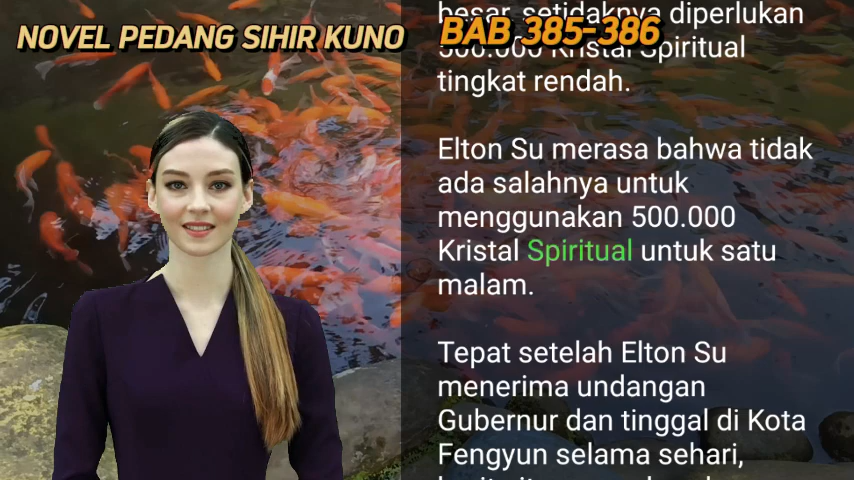 NOVEL PEDANG SIHIR KUNO
BAB 385-386
besar, setidaknya diperlukan
500.000 Kristal Spiritual
tingkat rendah.
Elton Su merasa bahwa tidak
ada salahnya untuk
menggunakan 500.000
Kristal Spiritual untuk satu
malam.
Tepat setelah Elton Su
menerima undangan
Gubernur dan tinggal di Kota
Fengyun selama sehari,